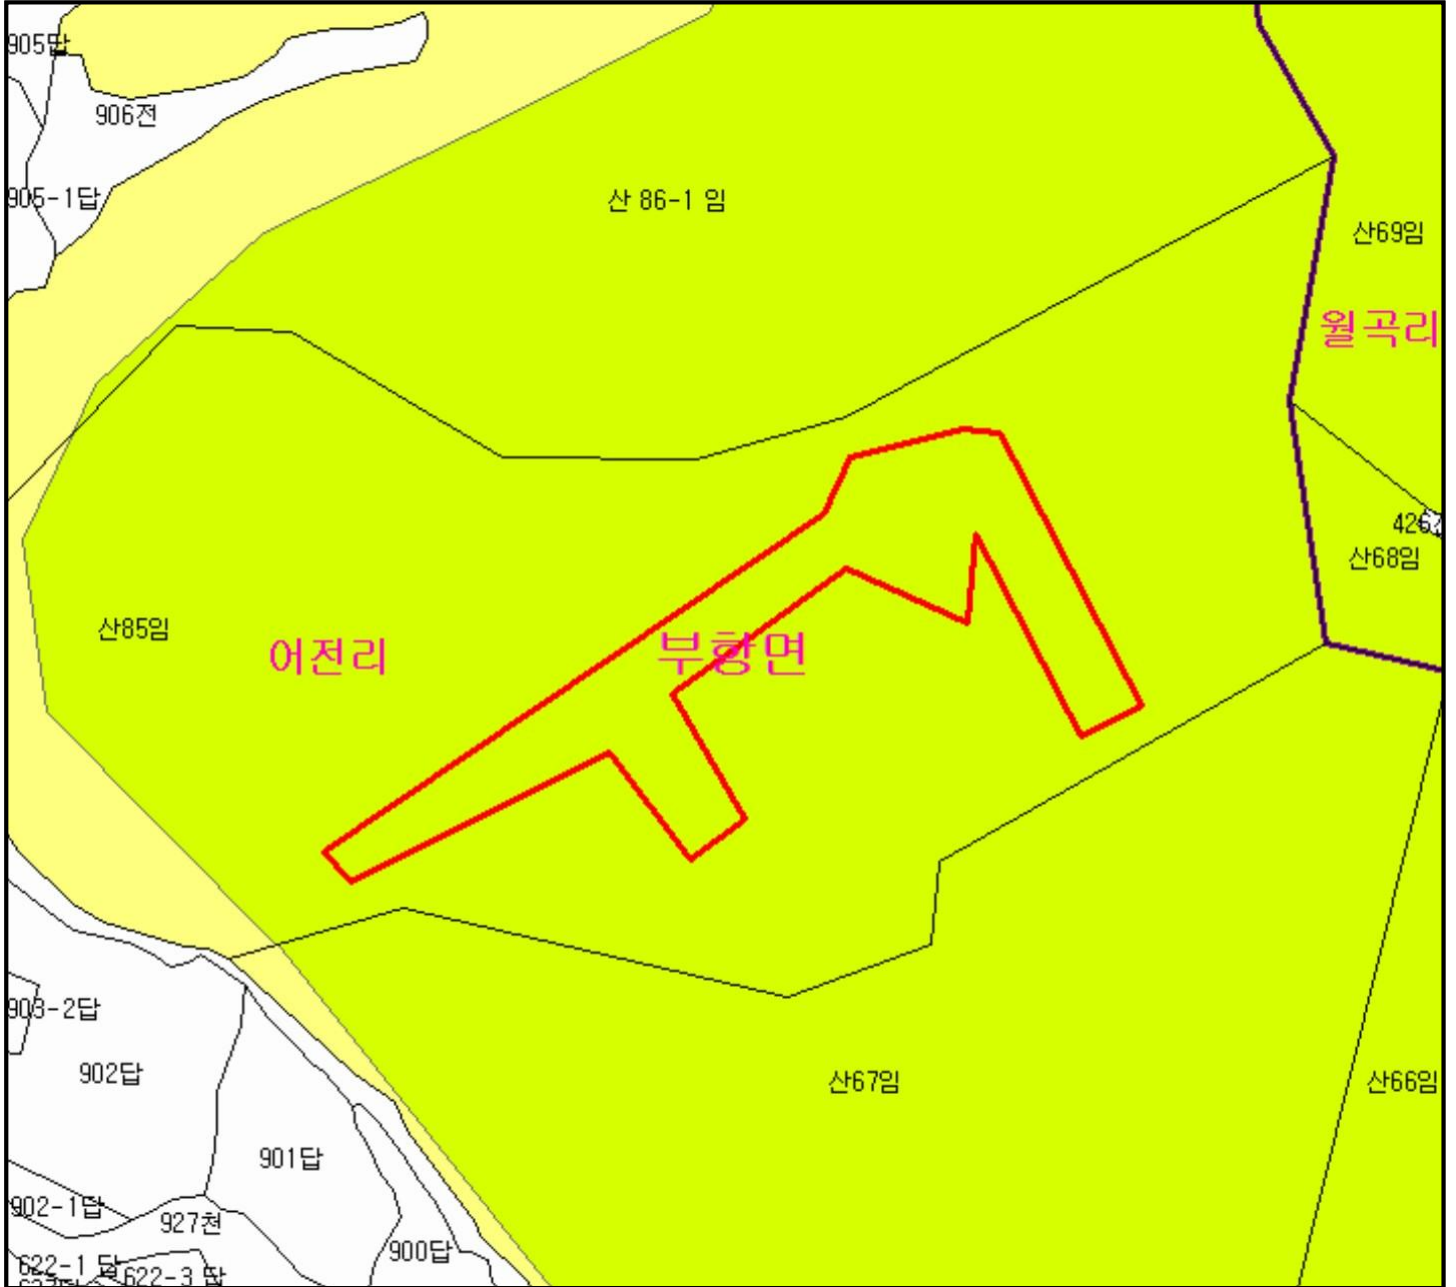 905답
906전
905-1답
산 86-1 임
산69임
월곡리
산68임
산85임
어전리
부항면
903-2답
902답
산67임
산66임
901답
902-1답
927천
900답
622-1 답
622-3 답